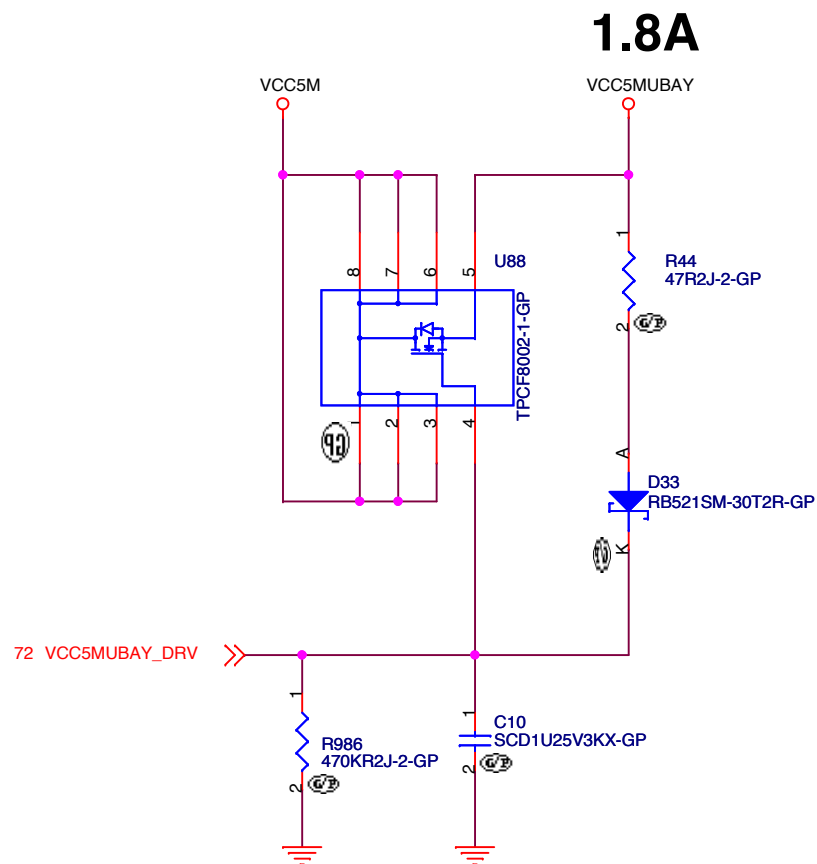 1.8A
VCC5M
VCC5MUBAY
8
7
6
5
U88
TPCF8002-1-GP
1
2
3
4
GP
1
R44
47R2J-2-GP
2
G/P
A
D33
RB521SM-30T2R-GP
K
72 VCC5MUBAY_DRV
1
R986
470KR2J-2-GP
2
G/P
1
C10
SCD1U25V3KX-GP
2
G/P